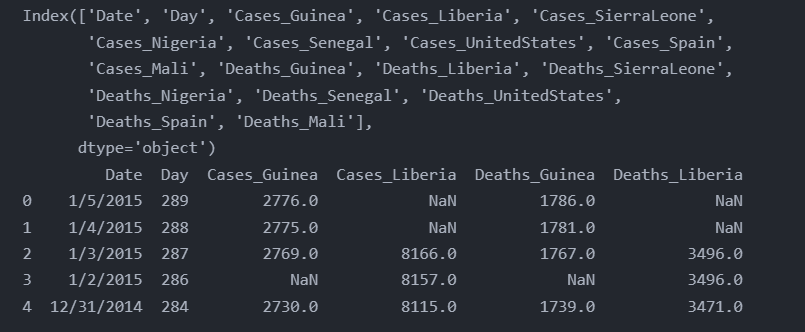 Index(['Date', 'Day', 'Cases_Guinea', 'Cases_Liberia', 'Cases_SierraLeone',
'Cases_Nigeria', 'Cases_Senegal', 'Cases_UnitedStates', 'Cases_Spain',
'Cases_Mali', 'Deaths_Guinea', 'Deaths_Liberia', 'Deaths_SierraLeone',
'Deaths_Nigeria', 'Deaths_Senegal', 'Deaths_UnitedStates',
'Deaths_Spain', 'Deaths_Mali'],
dtype='object')
Date Day Cases_Guinea Cases_Liberia Deaths_Guinea Deaths_Liberia
0 1/5/2015 289 2776.0 NaN 1786.0 NaN
1 1/4/2015 288 2775.0 NaN 1781.0 NaN
2 1/3/2015 287 2769.0 8166.0 1767.0 3496.0
3 1/2/2015 286 NaN 8157.0 NaN 3496.0
4 12/31/2014 284 2730.0 8115.0 1739.0 3471.0